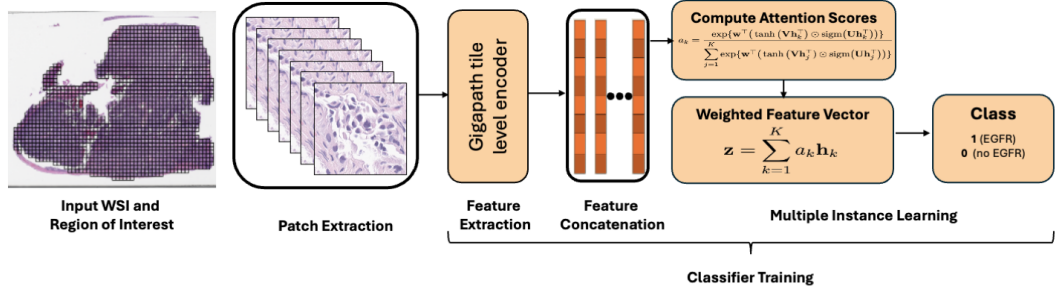 Input WSI and
Region of Interest
Patch Extraction
Gigapath tile
level encoder
Feature
Extraction
Feature
Concatenation
Compute Attention Scores
a_k = exp{w^⊤(tanh(Vh_k^⊤) ⊙ sigm(Uh_k^⊤))} / ∑_{j=1}^{K} exp{w^⊤(tanh(Vh_j^⊤) ⊙ sigm(Uh_j^⊤))}
Weighted Feature Vector
z = ∑_{k=1}^{K} a_k h_k
Class
1 (EGFR)
0 (no EGFR)
Multiple Instance Learning
Classifier Training